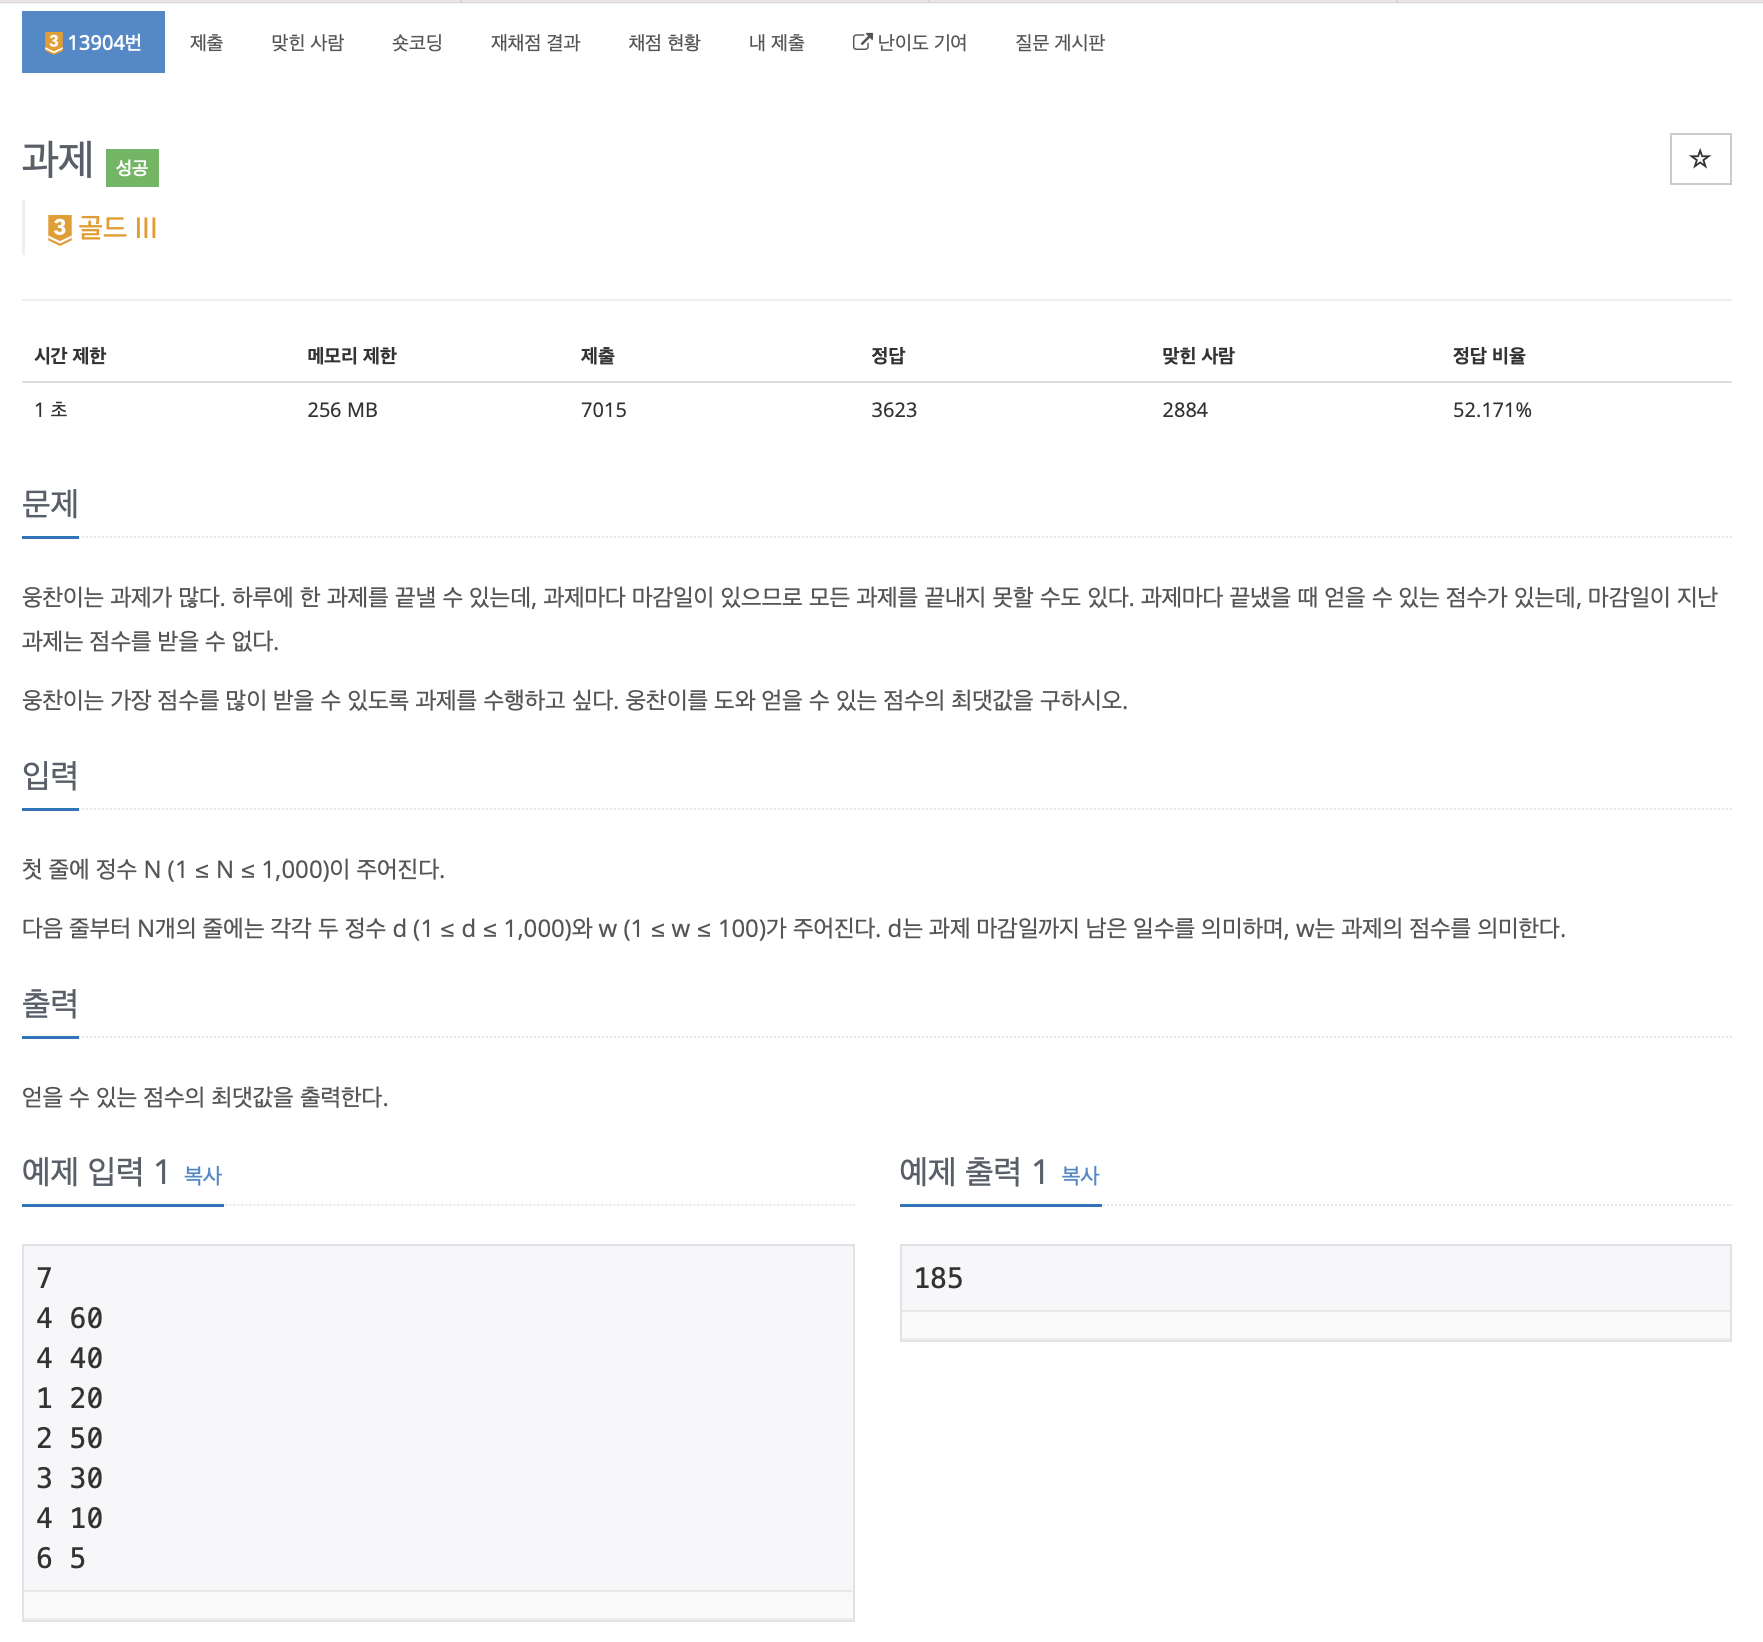 3 13904번 제출 맞힌 사람 숏코딩 재채점 결과 채점 현황 내 제출 난이도 기여 질문 게시판
과제 성공
3 골드 III
시간 제한 메모리 제한 제출 정답 맞힌 사람 정답 비율
1 초 256 MB 7015 3623 2884 52.171%
문제
웅찬이는 과제가 많다. 하루에 한 과제를 끝낼 수 있는데, 과제마다 마감일이 있으므로 모든 과제를 끝내지 못할 수도 있다. 과제마다 끝냈을 때 얻을 수 있는 점수가 있는데, 마감일이 지난
과제는 점수를 받을 수 없다.
웅찬이는 가장 점수를 많이 받을 수 있도록 과제를 수행하고 싶다. 웅찬이를 도와 얻을 수 있는 점수의 최댓값을 구하시오.
입력
첫 줄에 정수 N (1 ≤ N ≤ 1,000)이 주어진다.
다음 줄부터 N개의 줄에는 각각 두 정수 d (1 ≤ d ≤ 1,000)와 w (1 ≤ w ≤ 100)가 주어진다. d는 과제 마감일까지 남은 일수를 의미하며, w는 과제의 점수를 의미한다.
출력
얻을 수 있는 점수의 최댓값을 출력한다.
예제 입력 1 복사
7
4 60
4 40
1 20
2 50
3 30
4 10
6 5
예제 출력 1 복사
185